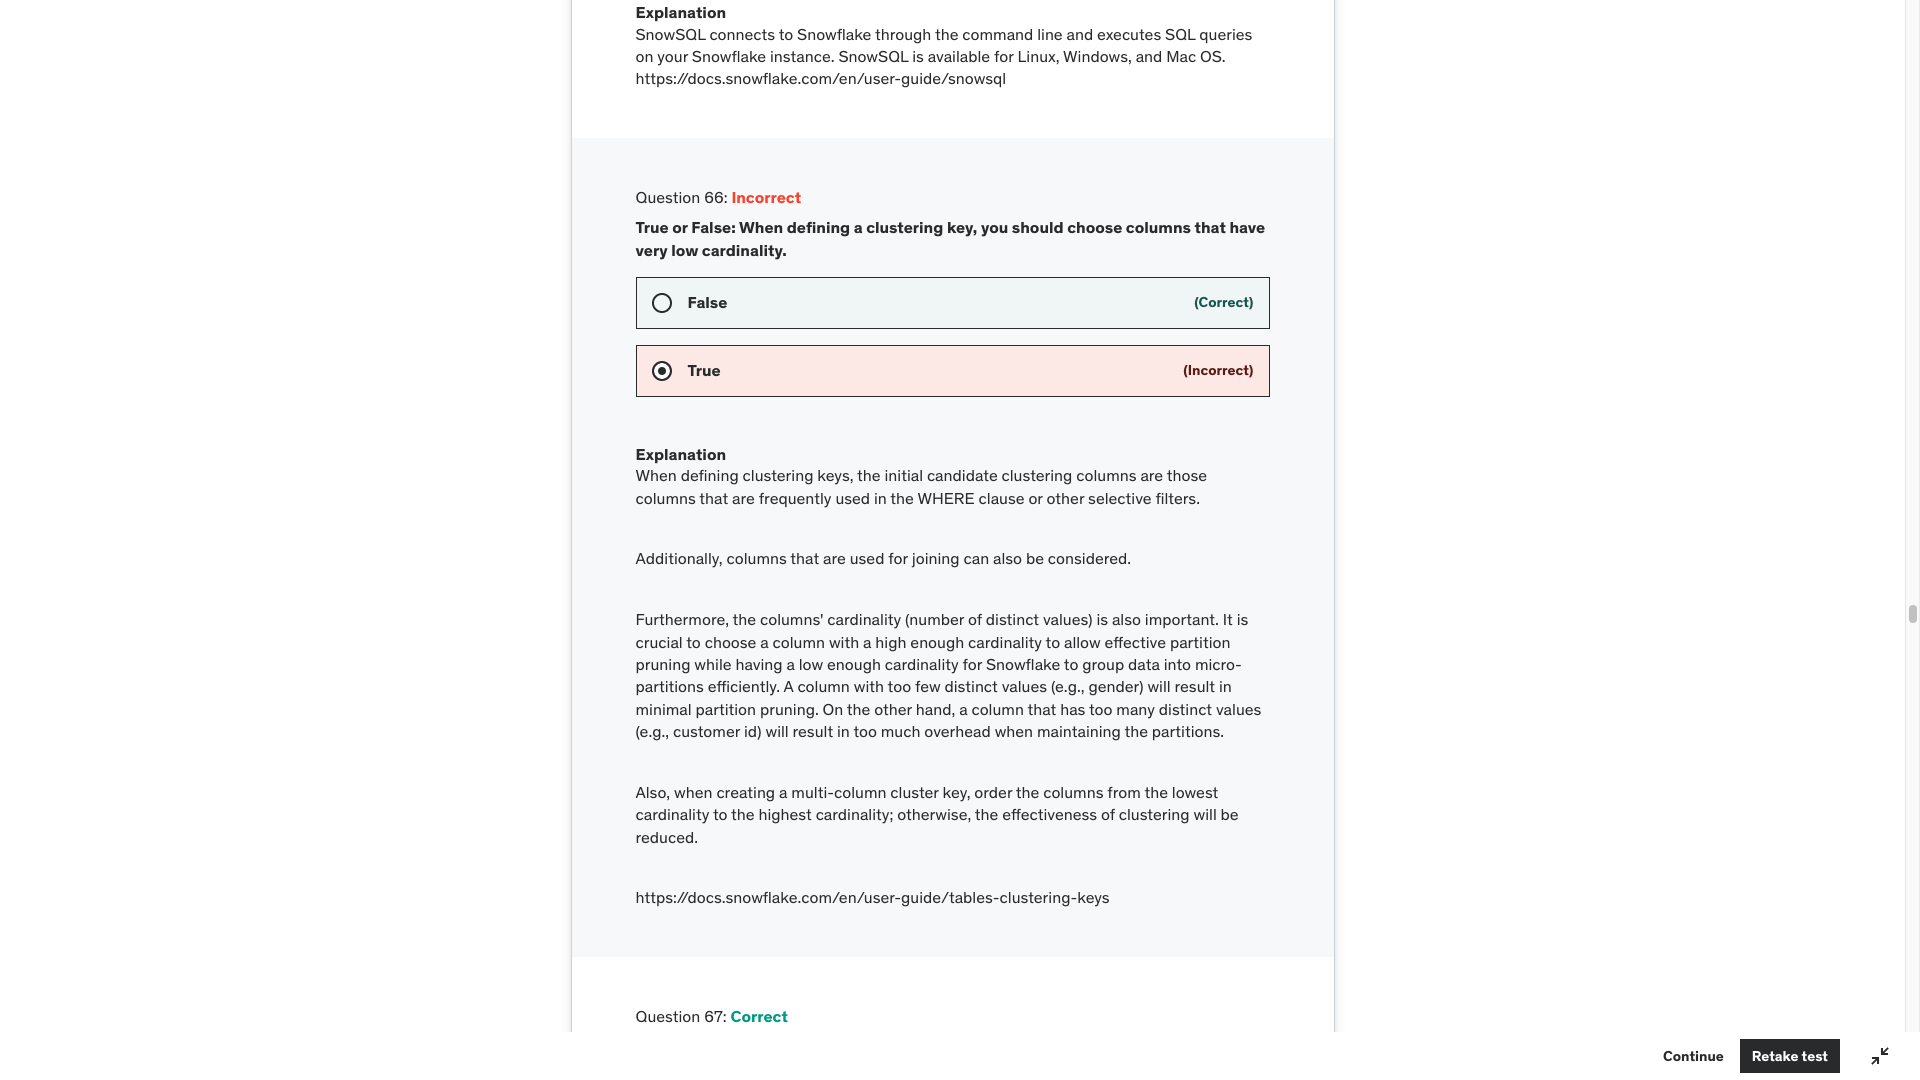 Explanation
SnowSQL connects to Snowflake through the command line and executes SQL queries
on your Snowflake instance. SnowSQL is available for Linux, Windows, and Mac OS.
https://docs.snowflake.com/en/user-guide/snowsql
Question 66: Incorrect
True or False: When defining a clustering key, you should choose columns that have
very low cardinality.
False (Correct)
True (Incorrect)
Explanation
When defining clustering keys, the initial candidate clustering columns are those
columns that are frequently used in the WHERE clause or other selective filters.
Additionally, columns that are used for joining can also be considered.
Furthermore, the columns' cardinality (number of distinct values) is also important. It is
crucial to choose a column with a high enough cardinality to allow effective partition
pruning while having a low enough cardinality for Snowflake to group data into micro-
partitions efficiently. A column with too few distinct values (e.g., gender) will result in
minimal partition pruning. On the other hand, a column that has too many distinct values
(e.g., customer id) will result in too much overhead when maintaining the partitions.
Also, when creating a multi-column cluster key, order the columns from the lowest
cardinality to the highest cardinality; otherwise, the effectiveness of clustering will be
reduced.
https://docs.snowflake.com/en/user-guide/tables-clustering-keys
Question 67: Correct
Continue Retake test